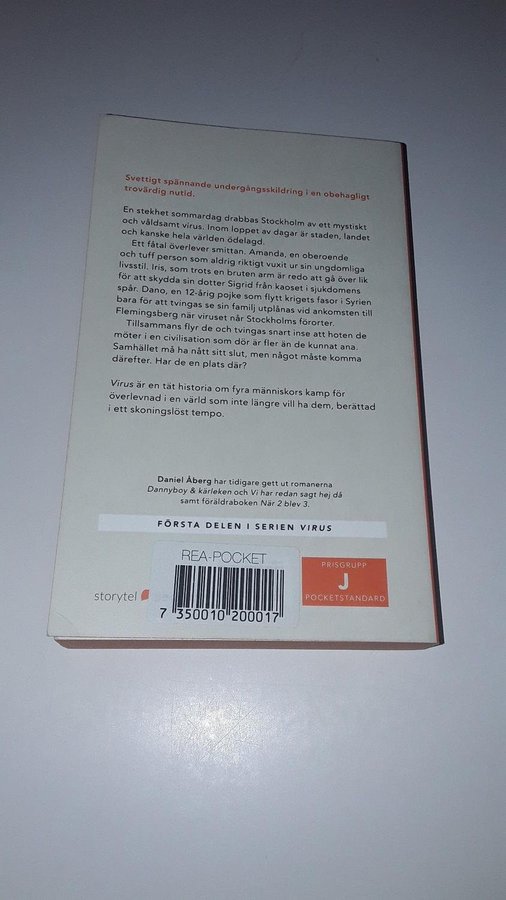 Svettigt spännande undergångsskildring i en obehagligt
trovärdig nutid.
En stekhet sommardag drabbas Stockholm av ett mystiskt
och våldsamt virus. Inom loppet av dagar är staden, landet
och kanske hela världen ödelagd.
Ett fåtal överlever smittan. Amanda, en oberoende
och tuff person som aldrig riktigt vuxit ur sin ungdomliga
livsstil. Iris, som trots en bruten arm är redo att gå över lik
för att skydda sin dotter Sigrid från kaoset i sjukdomens
spår. Dano, en 12-årig pojke som flytt krigets fasor i Syrien
bara för att tvingas se sin familj utplånas vid ankomsten till
Flemingsberg när viruset når Stockholms förorter.
Tillsammans flyr de och tvingas snart inse att hoten de
möter i en civilisation som dör är fler än de kunnat ana.
Samhället må ha nått sitt slut, men något måste komma
därefter. Har de en plats där?
Virus är en tät historia om fyra människors kamp för
överlevnad i en värld som inte längre vill ha dem, berättad
i ett skoningslöst tempo.
Daniel Åberg har tidigare gett ut romanerna
Dannyboy & kärleken och Vi har redan sagt hej då
samt föräldraboken När 2 blev 3.
FÖRSTA DELEN I SERIEN VIRUS
REA-POCKET
PRISGRUPP
J
POCKETSTANDARD
storytel
7 350010 200017